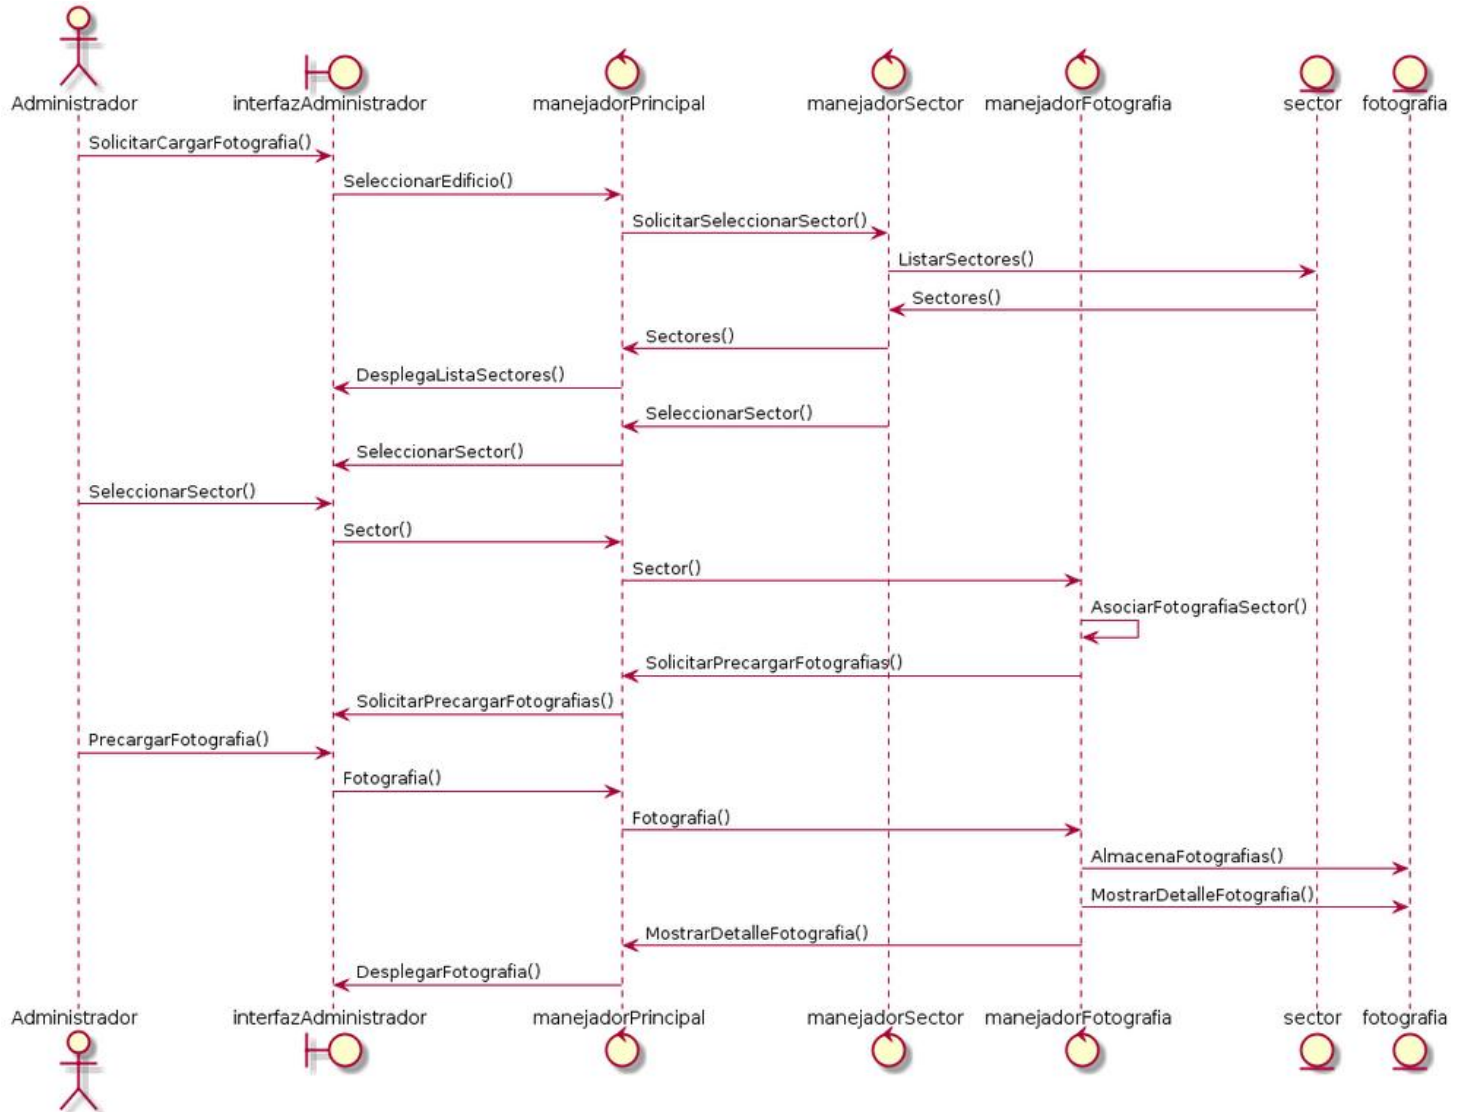 Administrador
interfazAdministrador
manejadorPrincipal
manejadorSector
manejadorFotografia
sector
fotografia
SolicitarCargarFotografia()
SeleccionarEdificio()
SolicitarSeleccionarSector()
ListarSectores()
Sectores()
Sectores()
DesplegaListaSectores()
SeleccionarSector()
SeleccionarSector()
SeleccionarSector()
Sector()
Sector()
AsociarFotografiaSector()
SolicitarPrecargarFotografias()
SolicitarPrecargarFotografias()
PrecargarFotografia()
Fotografia()
Fotografia()
AlmacenaFotografias()
MostrarDetalleFotografia()
MostrarDetalleFotografia()
DesplegarFotografia()
Administrador
interfazAdministrador
manejadorPrincipal
manejadorSector
manejadorFotografia
sector
fotografia